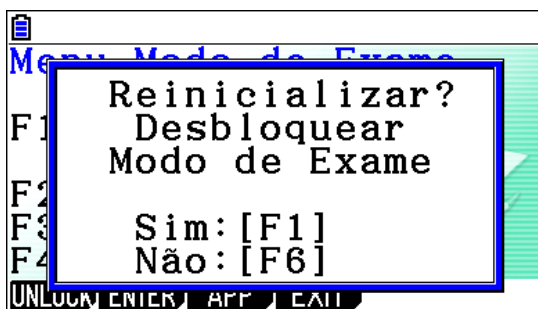 Menu Modo de Exame
Reinicializar?
F1 Desbloquear
Modo de Exame
F2
F3 Sim:[F1]
F4 Não:[F6]
UNLOCK ENTER APP EXIT